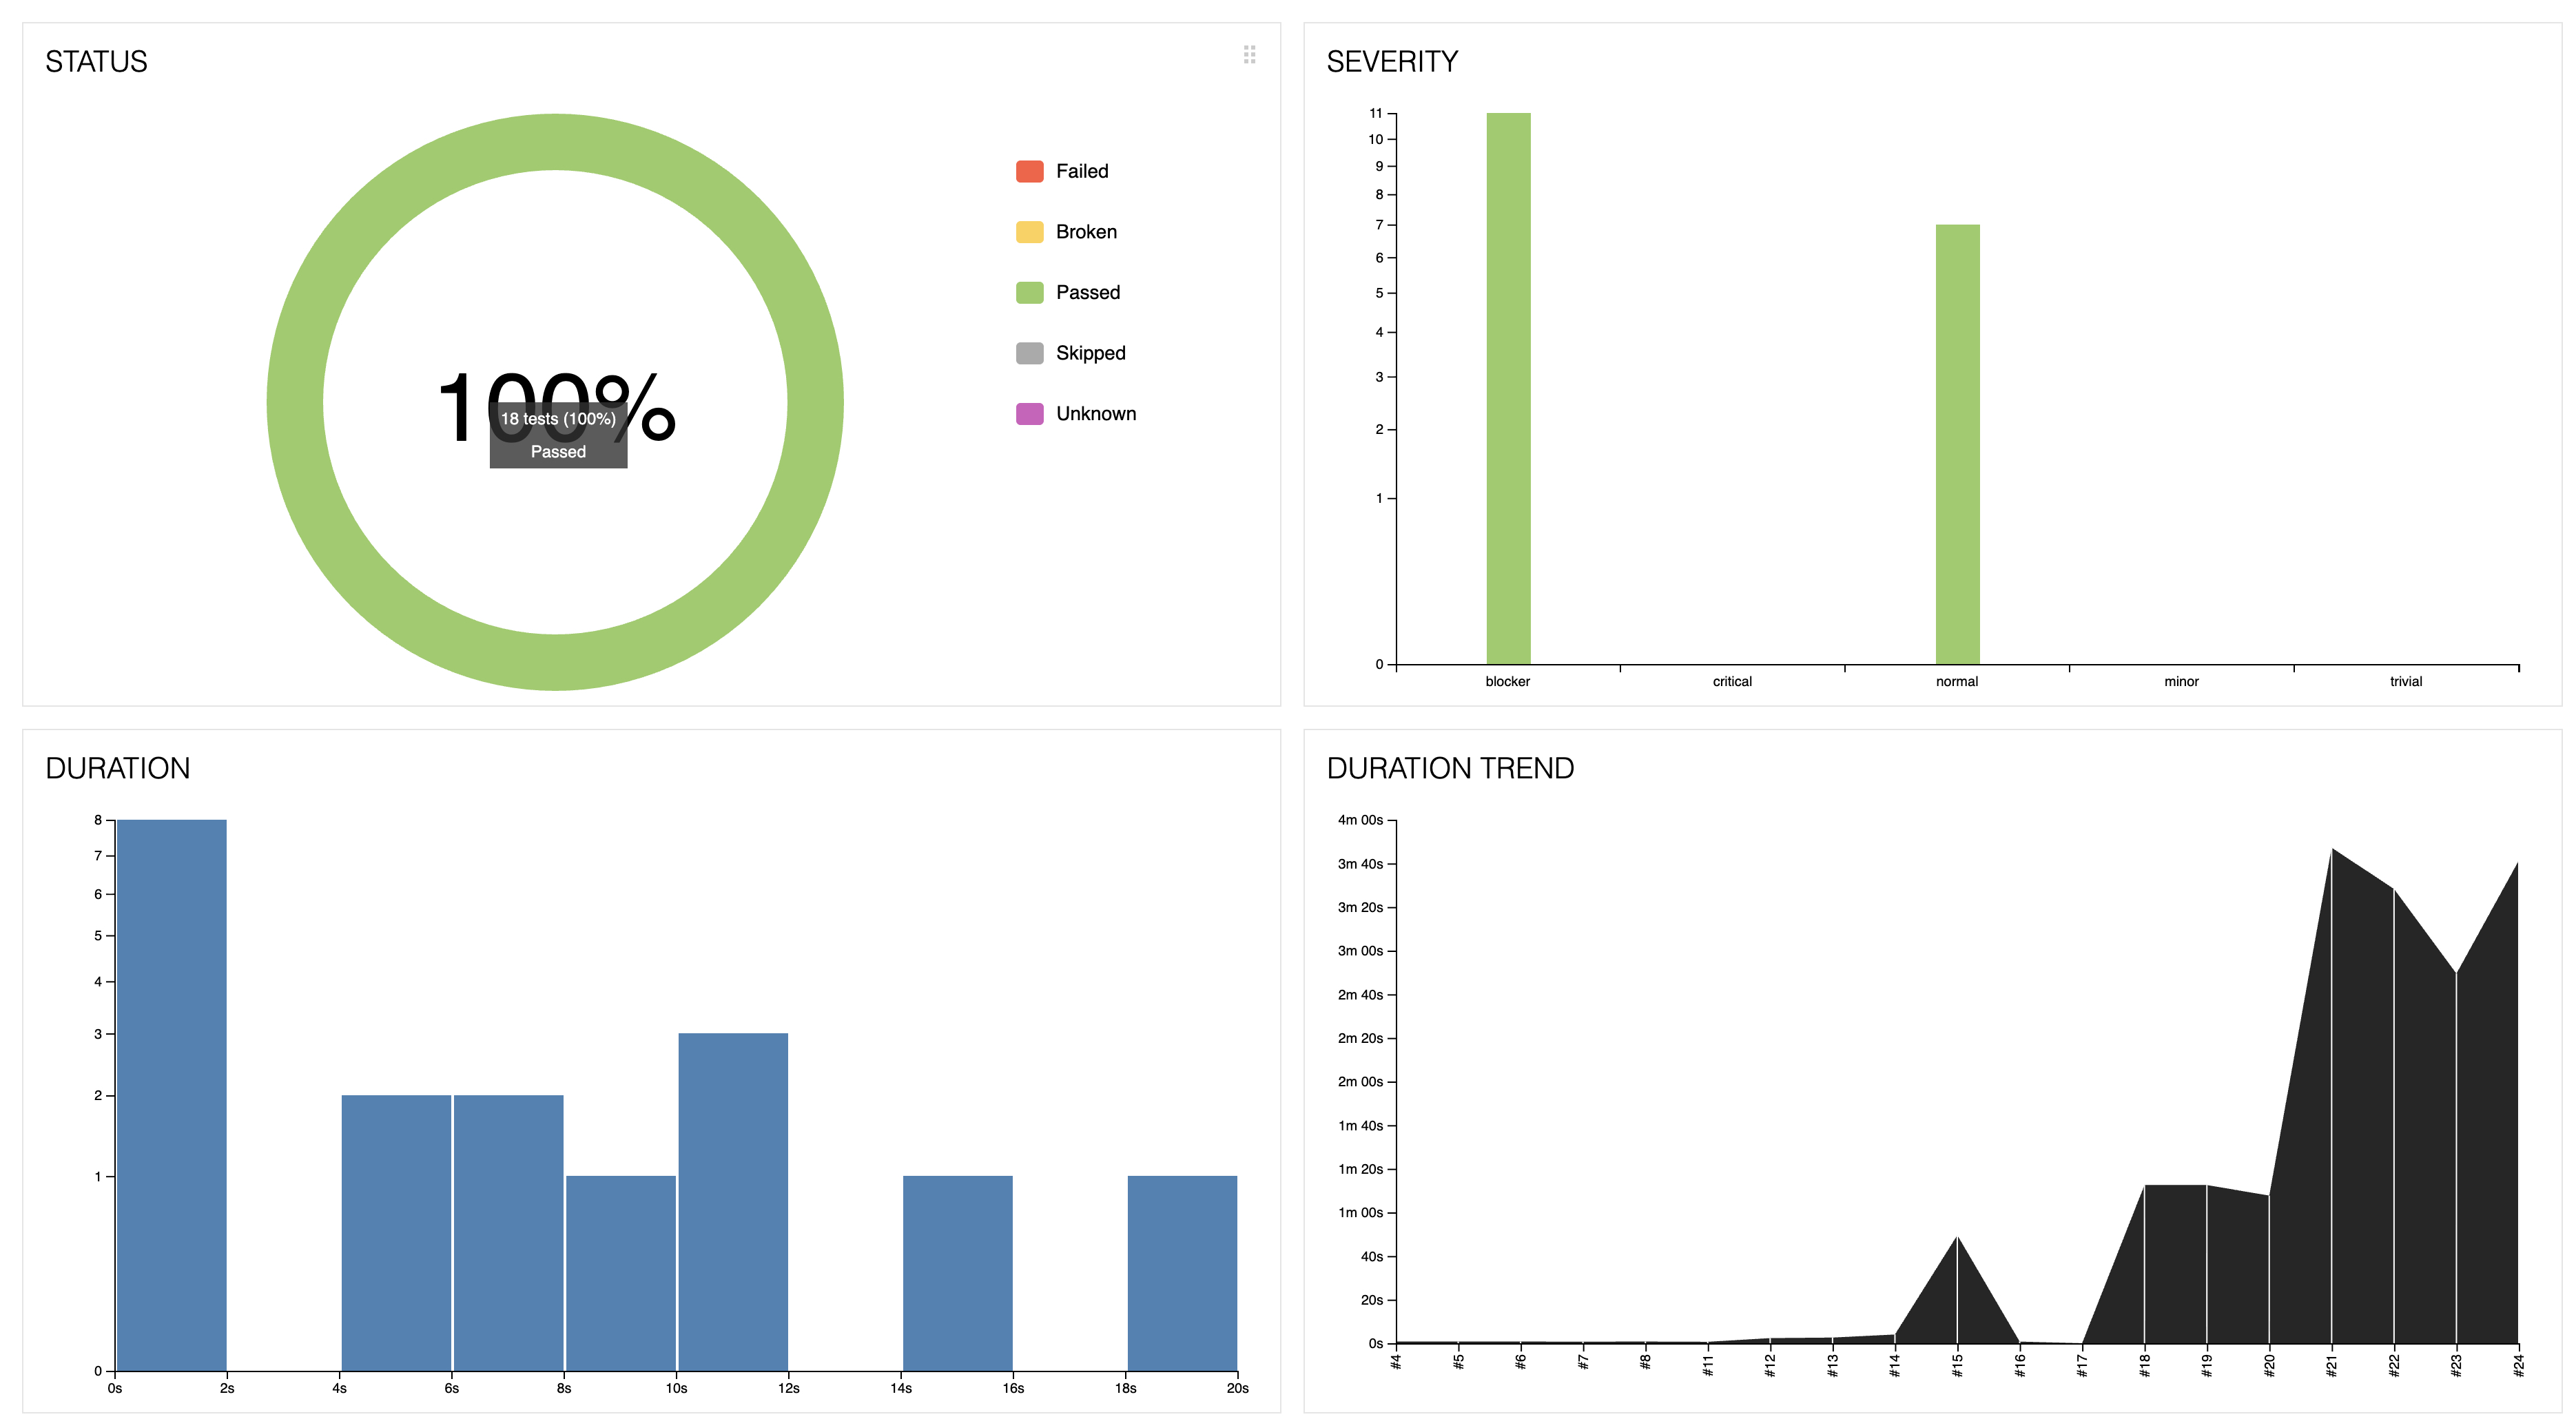 STATUS
100%
18 tests (100%)
Passed
Failed
Broken
Passed
Skipped
Unknown
SEVERITY
11
10
9
8
7
6
5
4
3
2
1
0
blocker critical normal minor trivial
DURATION
8
7
6
5
4
3
2
1
0
0s 2s 4s 6s 8s 10s 12s 14s 16s 18s 20s
DURATION TREND
4m 00s
3m 40s
3m 20s
3m 00s
2m 40s
2m 20s
2m 00s
1m 40s
1m 20s
1m 00s
40s
20s
0s
#4 #5 #6 #7 #8 #11 #12 #13 #14 #15 #16 #17 #18 #19 #20 #21 #22 #23 #24